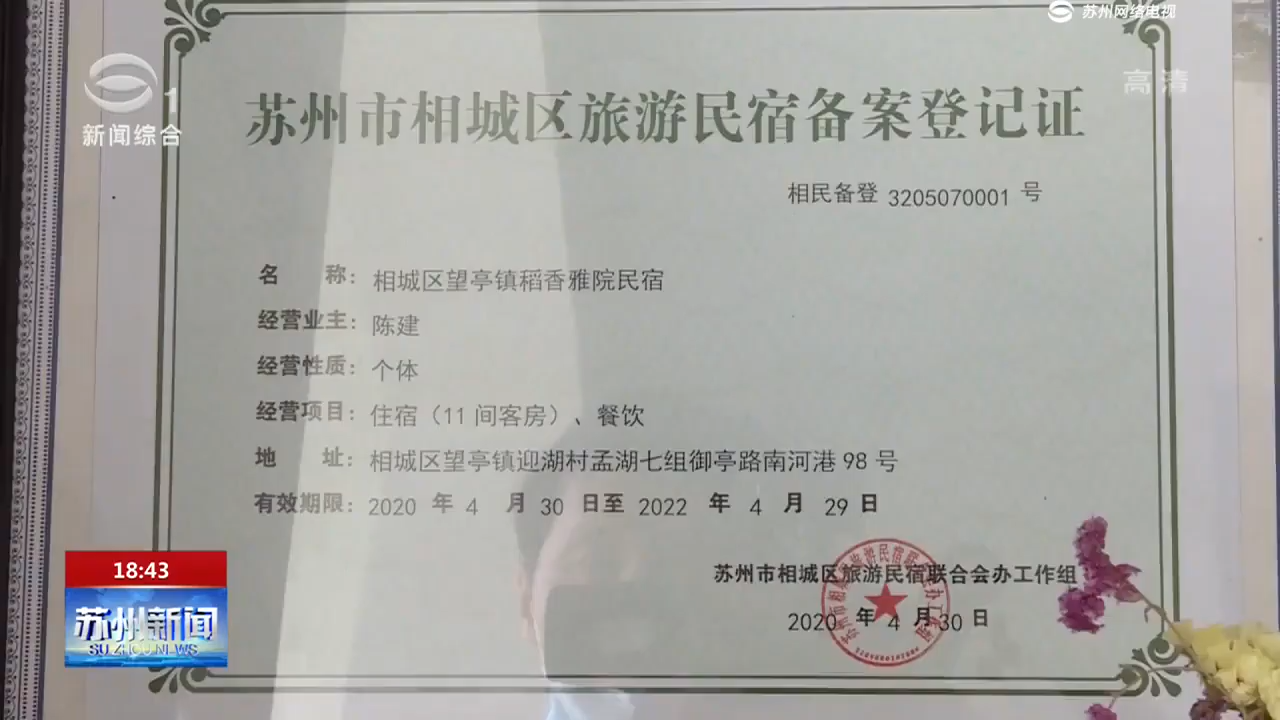 苏州网络电视
高清
1
新闻综合
苏州市相城区旅游民宿备案登记证
相民备登 3205070001 号
名 称：相城区望亭镇稻香雅院民宿
经营业主：陈建
经营性质：个体
经营项目：住宿（11 间客房）、餐饮
地 址：相城区望亭镇迎湖村孟湖七组御亭路南河港 98 号
有效期限：2020 年 4 月 30 日至 2022 年 4 月 29 日
苏州市相城区旅游民宿联合会办工作组
2020 年 4 月 30 日
18:43
苏州新闻
SUZHOU NEWS